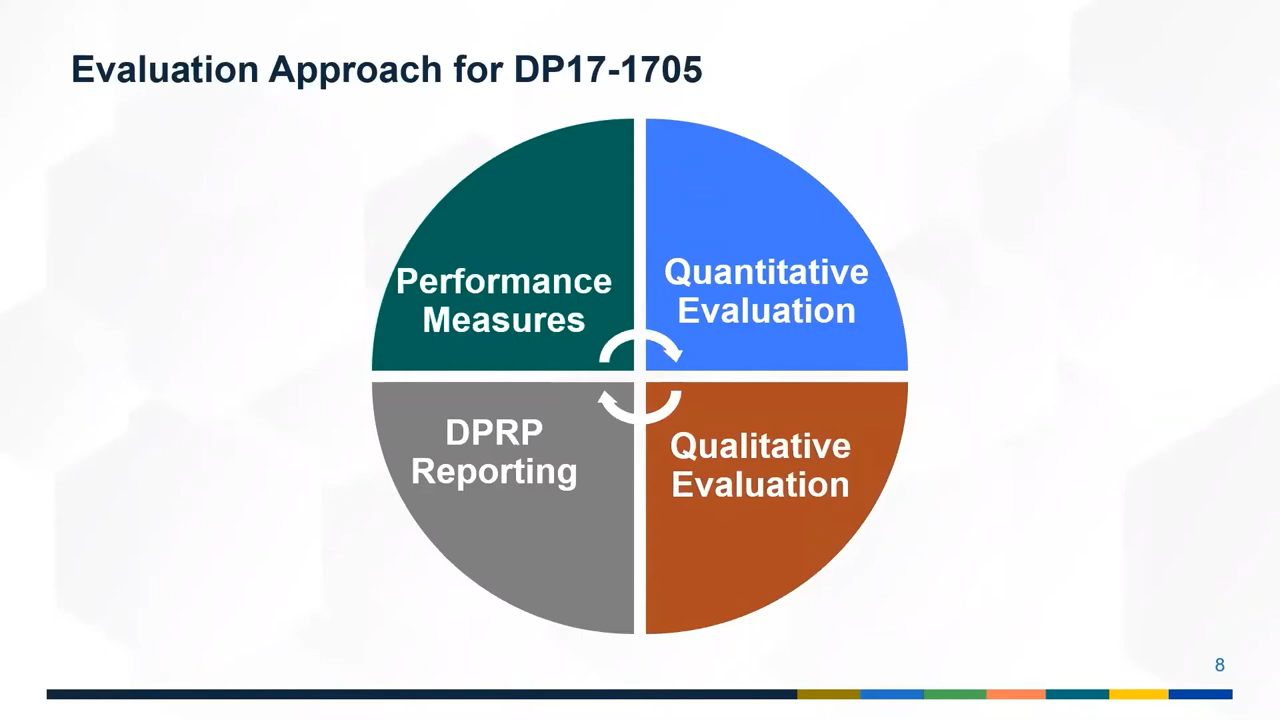 Evaluation Approach for DP17-1705
Performance
Measures
Quantitative
Evaluation
DPRP
Reporting
Qualitative
Evaluation
8